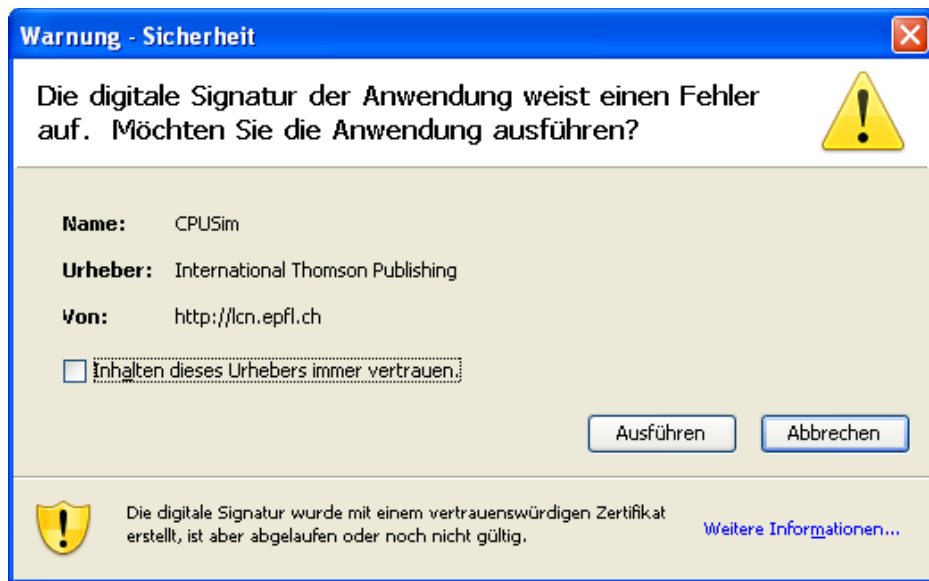 Warnung - Sicherheit
Die digitale Signatur der Anwendung weist einen Fehler
auf. Möchten Sie die Anwendung ausführen?
Name: CPUSim
Urheber: International Thomson Publishing
Von: http://lcn.epfl.ch
Inhalten dieses Urhebers immer vertrauen.
Ausführen Abbrechen
Die digitale Signatur wurde mit einem vertrauenswürdigen Zertifikat
erstellt, ist aber abgelaufen oder noch nicht gültig.
Weitere Informationen...